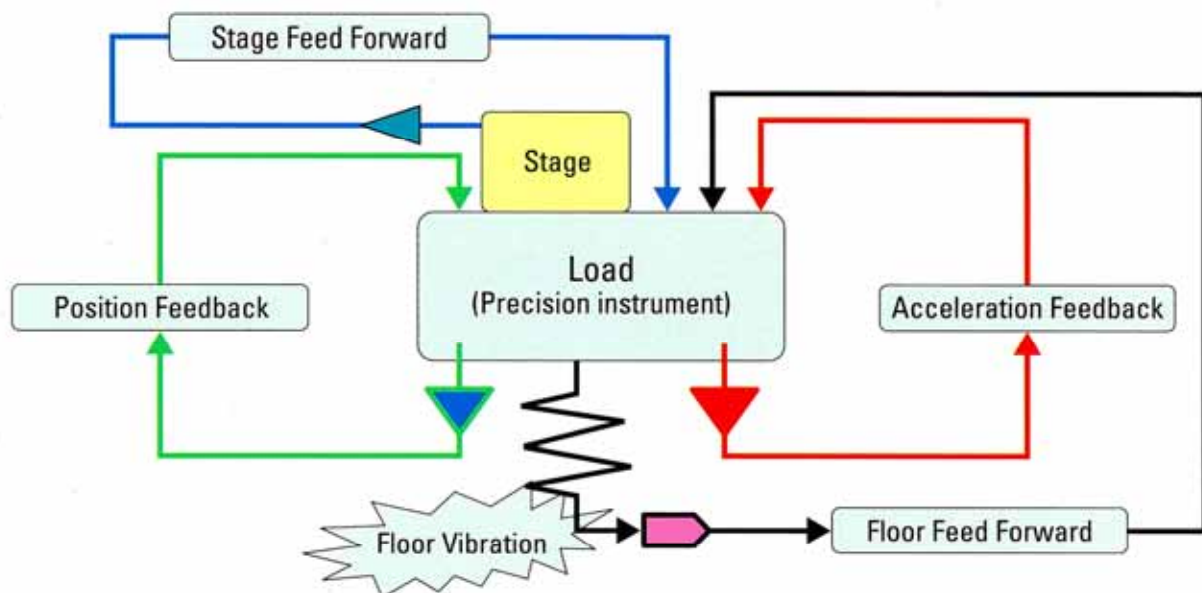 Stage Feed Forward
Stage
Load
(Precision instrument)
Position Feedback
Acceleration Feedback
Floor Vibration
Floor Feed Forward